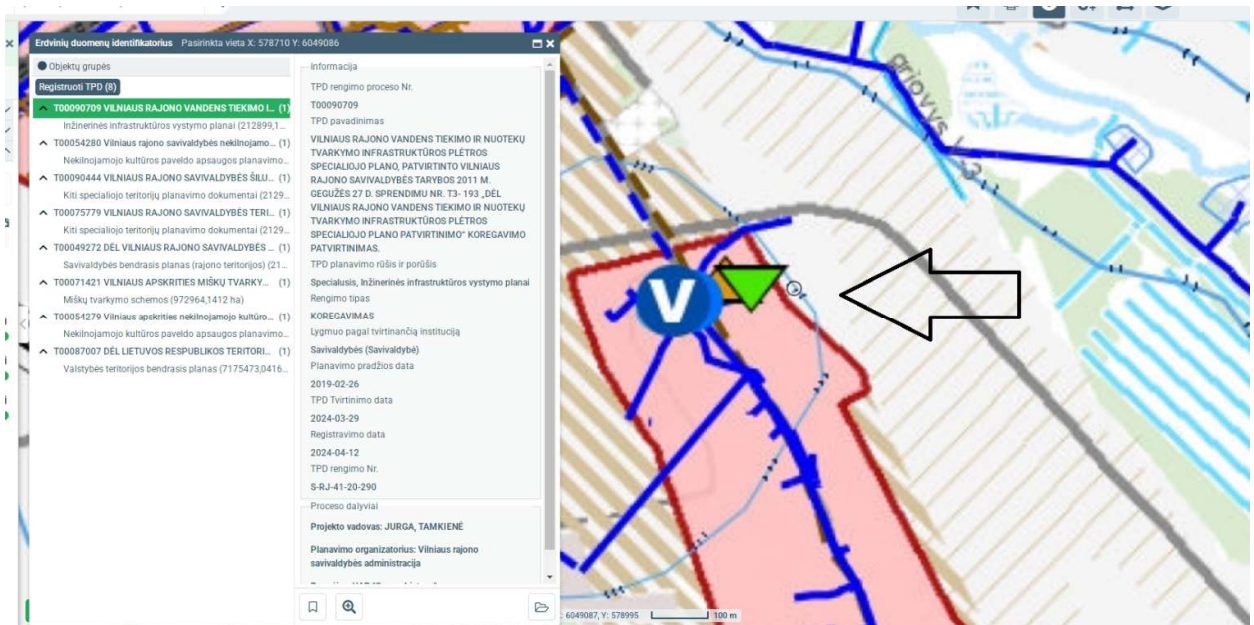 Erdvinių duomenų identifikatorius Pasirinkta vieta X: 578710 Y: 6049086
Objektų grupės
Registruoti TPD (8)
T00090709 VILNIAUS RAJONO VANDENS TIEKIMO I... (1)
Inžinerinės infrastruktūros vystymo planai (212899,1...
T00054280 Vilniaus rajono savivaldybės nekilnojamo... (1)
Nekilnojamojo kultūros paveldo apsaugos planavimo...
T00090444 VILNIAUS RAJONO SAVIVALDYBĖS ŠILU... (1)
Kiti specialiojo teritorijų planavimo dokumentai (2129...
T00075779 VILNIAUS RAJONO SAVIVALDYBĖS TERI... (1)
Kiti specialiojo teritorijų planavimo dokumentai (2129...
T00049272 DĖL VILNIAUS RAJONO SAVIVALDYBĖS ... (1)
Savivaldybės bendrasis planas (rajono teritorijos) (21...
T00071421 VILNIAUS APSKRITIES MIŠKŲ TVARKY... (1)
Miškų tvarkymo schemos (972964,1412 ha)
T00054279 Vilniaus apskrities nekilnojamojo kultūro... (1)
Nekilnojamojo kultūros paveldo apsaugos planavimo...
T00087007 DĖL LIETUVOS RESPUBLIKOS TERITORI... (1)
Valstybės teritorijos bendrasis planas (7175473,0416...
Informacija
TPD rengimo proceso Nr.
T00090709
TPD pavadinimas
VILNIAUS RAJONO VANDENS TIEKIMO IR NUOTEKŲ
TVARKYMO INFRASTRUKTŪROS PLĖTROS
SPECIALIOJO PLANO, PATVIRTINTO VILNIAUS
RAJONO SAVIVALDYBĖS TARYBOS 2011 M.
GEGUŽĖS 27 D. SPRENDIMU NR. T3- 193 „DĖL
VILNIAUS RAJONO VANDENS TIEKIMO IR NUOTEKŲ
TVARKYMO INFRASTRUKTŪROS PLĖTROS
SPECIALIOJO PLANO PATVIRTINIMO“ KOREGAVIMO
PATVIRTINIMAS.
TPD planavimo rūšis ir porūšis
Specialusis, Inžinerinės infrastruktūros vystymo planai
Rengimo tipas
KOREGAVIMAS
Lygmuo pagal tvirtinančią instituciją
Savivaldybės (Savivaldybė)
Planavimo pradžios data
2019-02-26
TPD Tvirtinimo data
2024-03-29
Registravimo data
2024-04-12
TPD rengimo Nr.
S-RJ-41-20-290
Proceso dalyviai
Projekto vadovas: JURGA, TAMKIENĖ
Planavimo organizatorius: Vilniaus rajono
savivaldybės administracija
V
: 6049087, Y: 578995 100 m